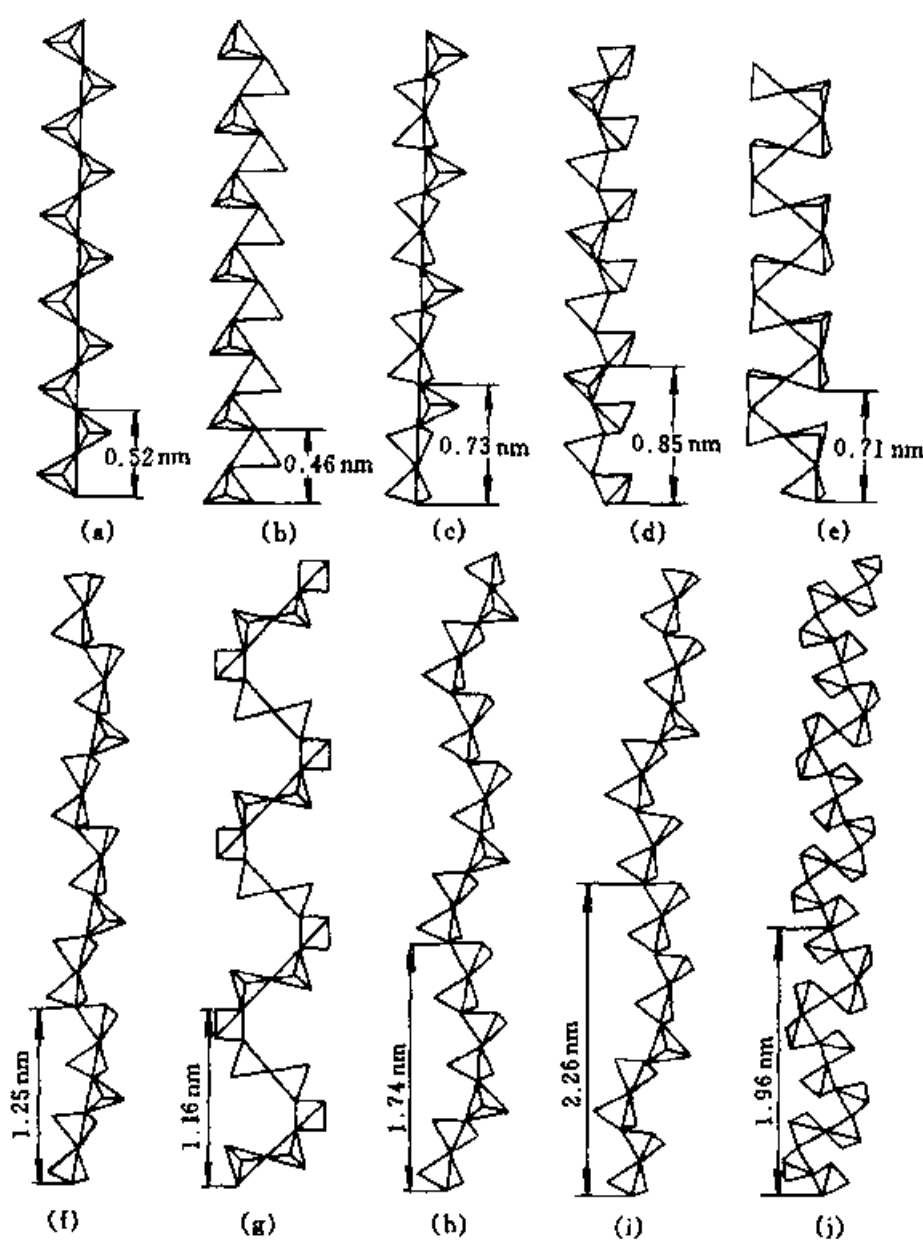 0.52 nm
0.46 nm
0.73 nm
0.85 nm
0.71 nm
(a)
(b)
(c)
(d)
(e)
1.25 nm
1.16 nm
1.74 nm
2.26 nm
1.96 nm
(f)
(g)
(h)
(i)
(j)